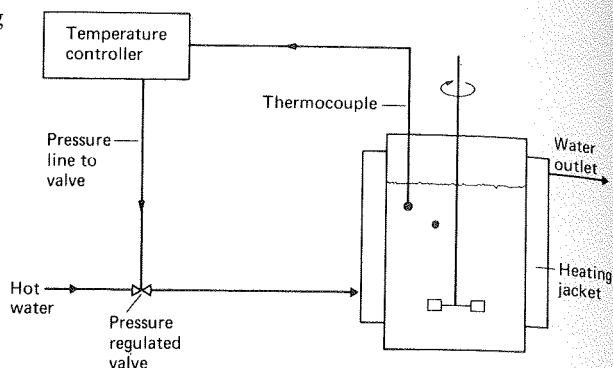 g
Temperature
controller
Thermocouple
Pressure
line to
valve
Water
outlet
Hot
water
Heating
jacket
Pressure
regulated
valve